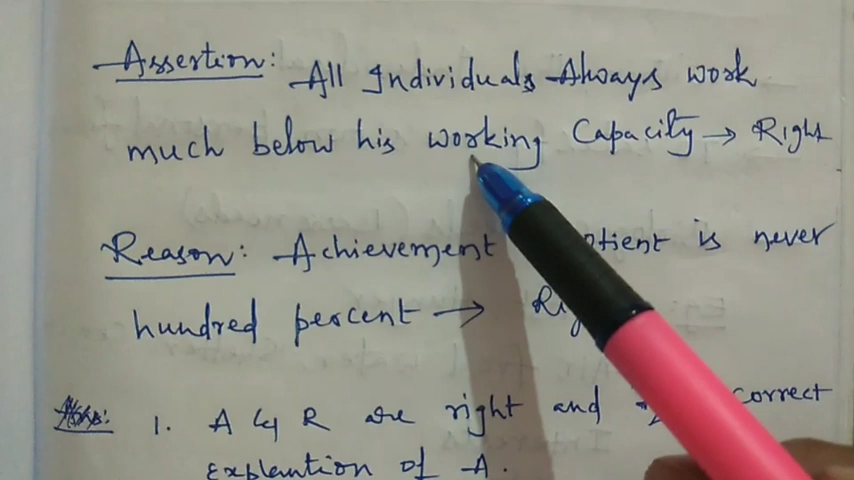 Assertion: All Individuals Always work
much below his working Capacity → Right
Reason: Achievement is never
hundred percent →
1. A & R are right and correct
explantion of A.